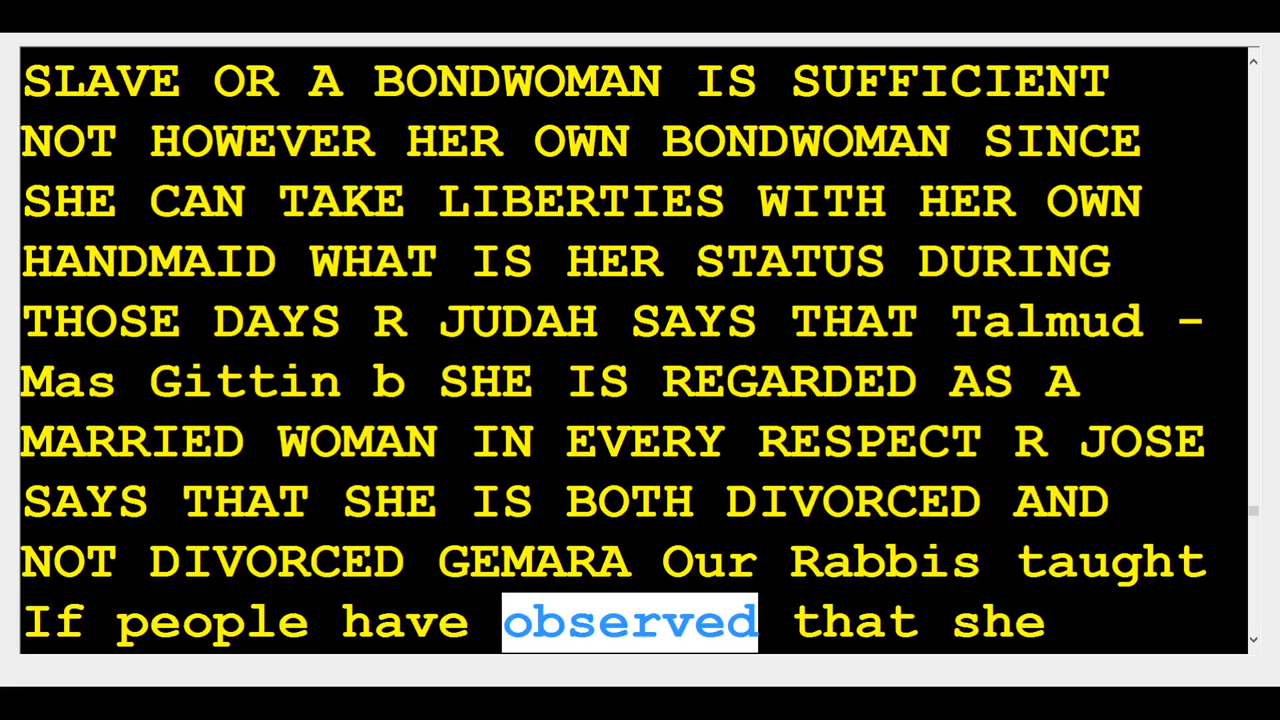 SLAVE OR A BONDWOMAN IS SUFFICIENT
NOT HOWEVER HER OWN BONDWOMAN SINCE
SHE CAN TAKE LIBERTIES WITH HER OWN
HANDMAID WHAT IS HER STATUS DURING
THOSE DAYS R JUDAH SAYS THAT Talmud -
Mas Gittin b SHE IS REGARDED AS A
MARRIED WOMAN IN EVERY RESPECT R JOSE
SAYS THAT SHE IS BOTH DIVORCED AND
NOT DIVORCED GEMARA Our Rabbis taught
If people have observed that she